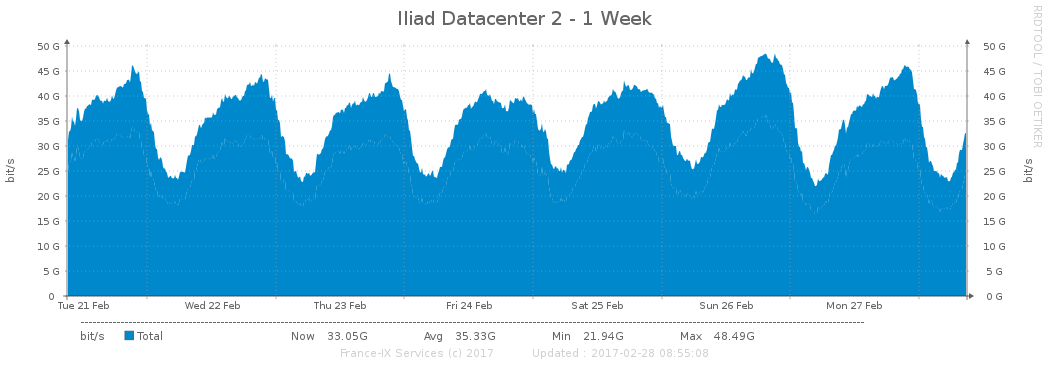 Iliad Datacenter 2 - 1 Week
RRDTOOL / TOBI OETIKER
bit/s
50 G 50 G
45 G 45 G
40 G 40 G
35 G 35 G
30 G 30 G
25 G 25 G
20 G 20 G
15 G 15 G
10 G 10 G
5 G 5 G
0 0 G
bit/s
Tue 21 Feb Wed 22 Feb Thu 23 Feb Fri 24 Feb Sat 25 Feb Sun 26 Feb Mon 27 Feb
bit/s Total Now 33.05G Avg 35.33G Min 21.94G Max 48.49G
France-IX Services (c) 2017 Updated : 2017-02-28 08:55:08